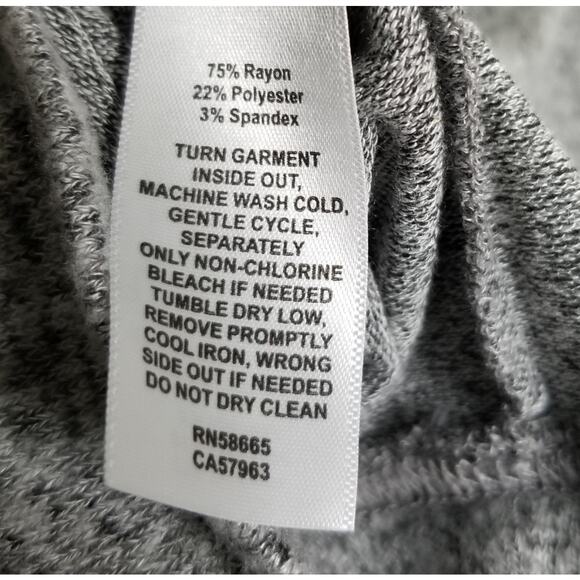 75% Rayon
22% Polyester
3% Spandex
TURN GARMENT
INSIDE OUT,
MACHINE WASH COLD,
GENTLE CYCLE,
SEPARATELY
ONLY NON-CHLORINE
BLEACH IF NEEDED
TUMBLE DRY LOW,
REMOVE PROMPTLY
COOL IRON, WRONG
SIDE OUT IF NEEDED
DO NOT DRY CLEAN
RN58665
CA57963